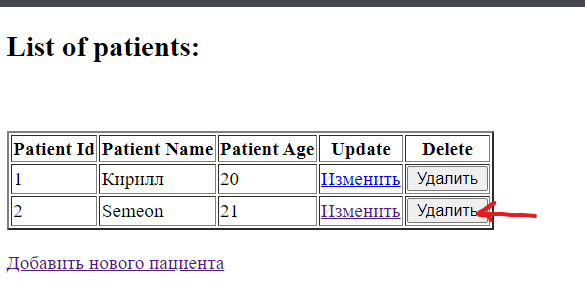 List of patients:
Patient Id Patient Name Patient Age Update Delete
1 Кирилл 20 Изменить Удалить
2 Semeon 21 Изменить Удалить
Добавить нового пациента